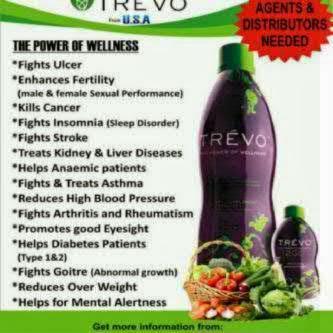 TRĒVO
from U.S.A
AGENTS &
DISTRIBUTORS
NEEDED
THE POWER OF WELLNESS
*Fights Ulcer
*Enhances Fertility
(male & female Sexual Performance)
*Kills Cancer
*Fights Insomnia (Sleep Disorder)
*Fights Stroke
*Treats Kidney & Liver Diseases
*Helps Anaemic patients
*Fights & Treats Asthma
*Reduces High Blood Pressure
*Fights Arthritis and Rheumatism
*Promotes good Eyesight
*Helps Diabetes Patients
(Type 1&2)
*Fights Goitre (Abnormal growth)
*Reduces Over Weight
*Helps for Mental Alertness
TRĒVO
TRĒVO
Get more information from: